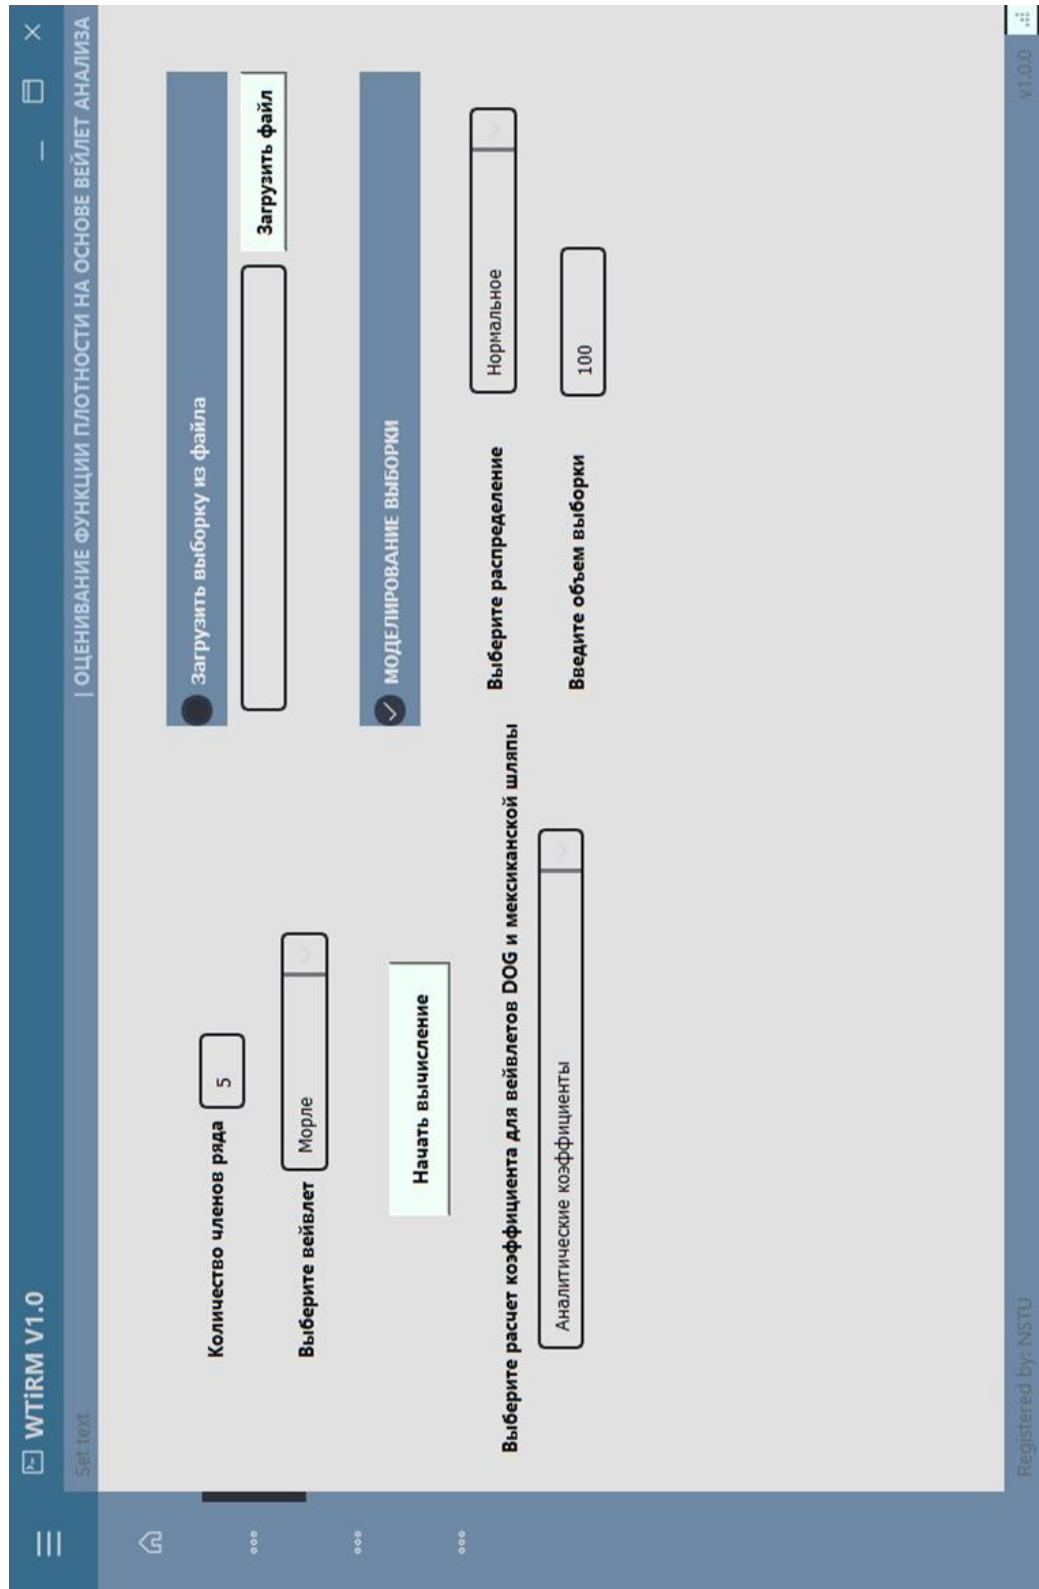 WTiRM V1.0
Set text
| ОЦЕНИВАНИЕ ФУНКЦИИ ПЛОТНОСТИ НА ОСНОВЕ ВЕЙЛЕТ АНАЛИЗА
Количество членов ряда 5
Выберите вейвлет Морле
Начать вычисление
Выберите расчет коэффициента для вейвлетов DOG и мексиканской шляпы
Аналитические коэффициенты
Загрузить выборку из файла
Загрузить файл
МОДЕЛИРОВАНИЕ ВЫБОРКИ
Выберите распределение Нормальное
Введите объем выборки 100
Registered by: NSTU
v1.0.0